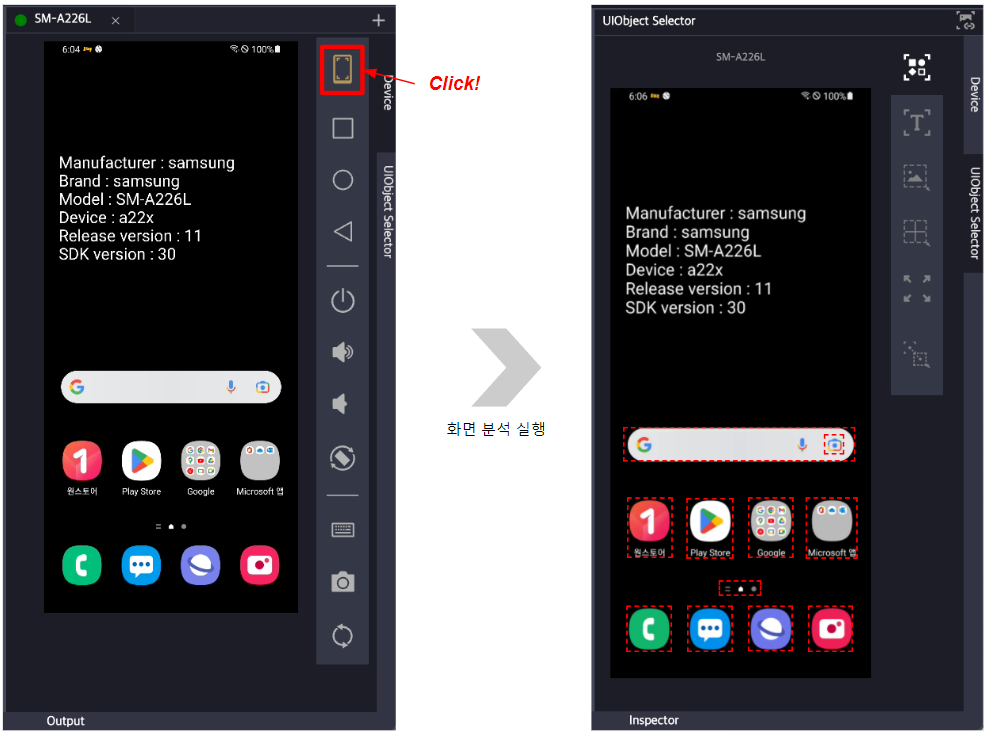 SM-A226L
6:04
100%
Manufacturer : samsung
Brand : samsung
Model : SM-A226L
Device : a22x
Release version : 11
SDK version : 30
원스토어
Play Store
Google
Microsoft 앱
Click!
Device
UIObject Selector
Output
화면 분석 실행
UIObject Selector
SM-A226L
6:06
100%
Manufacturer : samsung
Brand : samsung
Model : SM-A226L
Device : a22x
Release version : 11
SDK version : 30
원스토어
Play Store
Google
Microsoft 앱
Device
UIObject Selector
Inspector